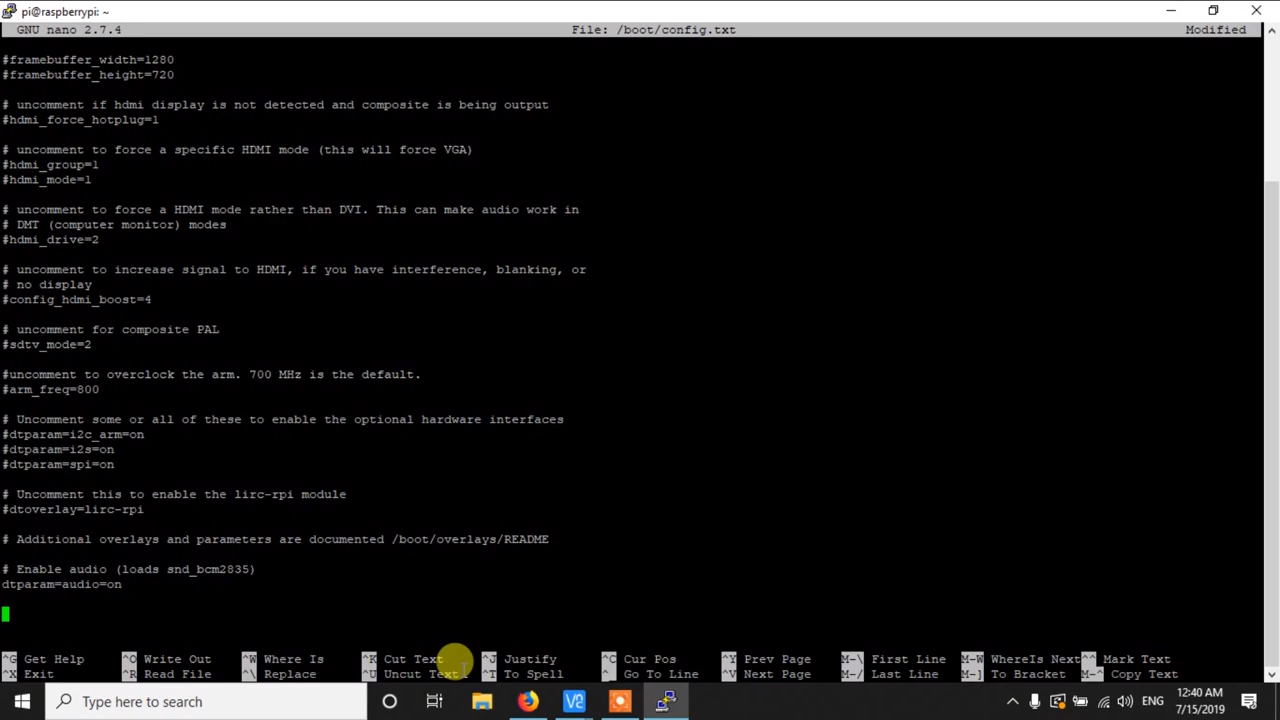 pi@raspberrypi: ~
GNU nano 2.7.4 File: /boot/config.txt Modified
#framebuffer_width=1280
#framebuffer_height=720
# uncomment if hdmi display is not detected and composite is being output
#hdmi_force_hotplug=1
# uncomment to force a specific HDMI mode (this will force VGA)
#hdmi_group=1
#hdmi_mode=1
# uncomment to force a HDMI mode rather than DVI. This can make audio work in
# DMT (computer monitor) modes
#hdmi_drive=2
# uncomment to increase signal to HDMI, if you have interference, blanking, or
# no display
#config_hdmi_boost=4
# uncomment for composite PAL
#sdtv_mode=2
#uncomment to overclock the arm. 700 MHz is the default.
#arm_freq=800
# Uncomment some or all of these to enable the optional hardware interfaces
#dtparam=i2c_arm=on
#dtparam=i2s=on
#dtparam=spi=on
# Uncomment this to enable the lirc-rpi module
#dtoverlay=lirc-rpi
# Additional overlays and parameters are documented /boot/overlays/README
# Enable audio (loads snd_bcm2835)
dtparam=audio=on
^G Get Help ^O Write Out ^W Where Is ^K Cut Text ^J Justify ^C Cur Pos ^Y Prev Page M-\ First Line M-W WhereIs Next ^^ Mark Text
^X Exit ^R Read File ^\ Replace ^U Uncut Text ^T To Spell ^_ Go To Line ^V Next Page M-/ Last Line M-] To Bracket M-^ Copy Text
Type here to search ENG 12:40 AM
7/15/2019